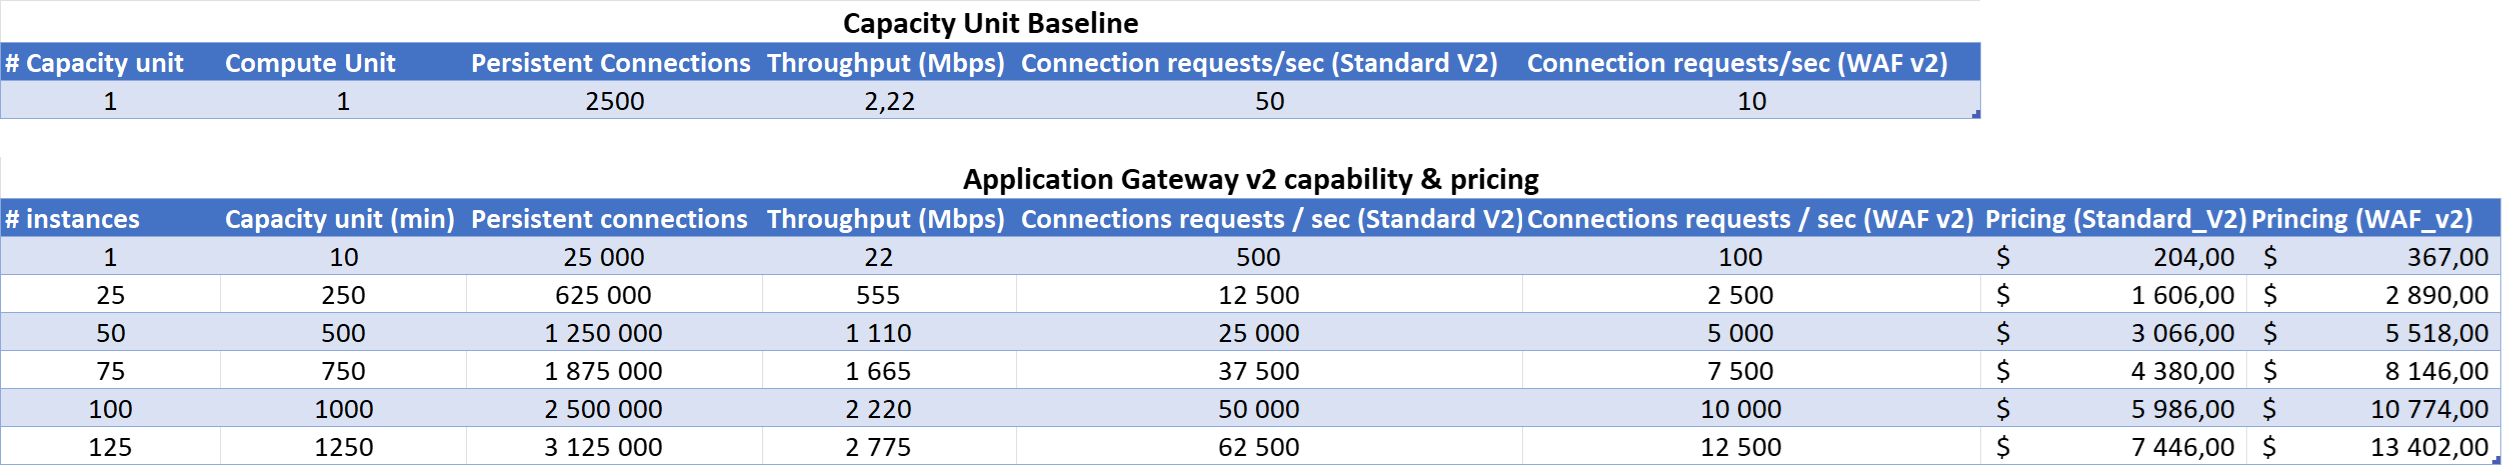 Capacity Unit Baseline
# Capacity unit Compute Unit Persistent Connections Throughput (Mbps) Connection requests/sec (Standard V2) Connection requests/sec (WAF v2)
1 1 2500 2,22 50 10
Application Gateway v2 capability & pricing
# instances Capacity unit (min) Persistent connections Throughput (Mbps) Connections requests / sec (Standard V2) Connections requests / sec (WAF v2) Pricing (Standard_V2) Princing (WAF_v2)
1 10 25 000 22 500 100 $ 204,00 $ 367,00
25 250 625 000 555 12 500 2 500 $ 1 606,00 $ 2 890,00
50 500 1 250 000 1 110 25 000 5 000 $ 3 066,00 $ 5 518,00
75 750 1 875 000 1 665 37 500 7 500 $ 4 380,00 $ 8 146,00
100 1000 2 500 000 2 220 50 000 10 000 $ 5 986,00 $ 10 774,00
125 1250 3 125 000 2 775 62 500 12 500 $ 7 446,00 $ 13 402,00